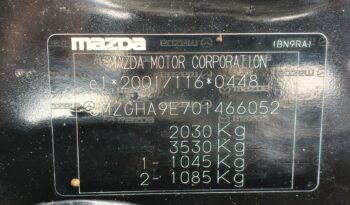 mazda
(BN9RA)
MAZDA MOTOR CORPORATION
e1*2001/116*0448
2030 Kg
3530 Kg
1- 1045 Kg
2- 1085 Kg